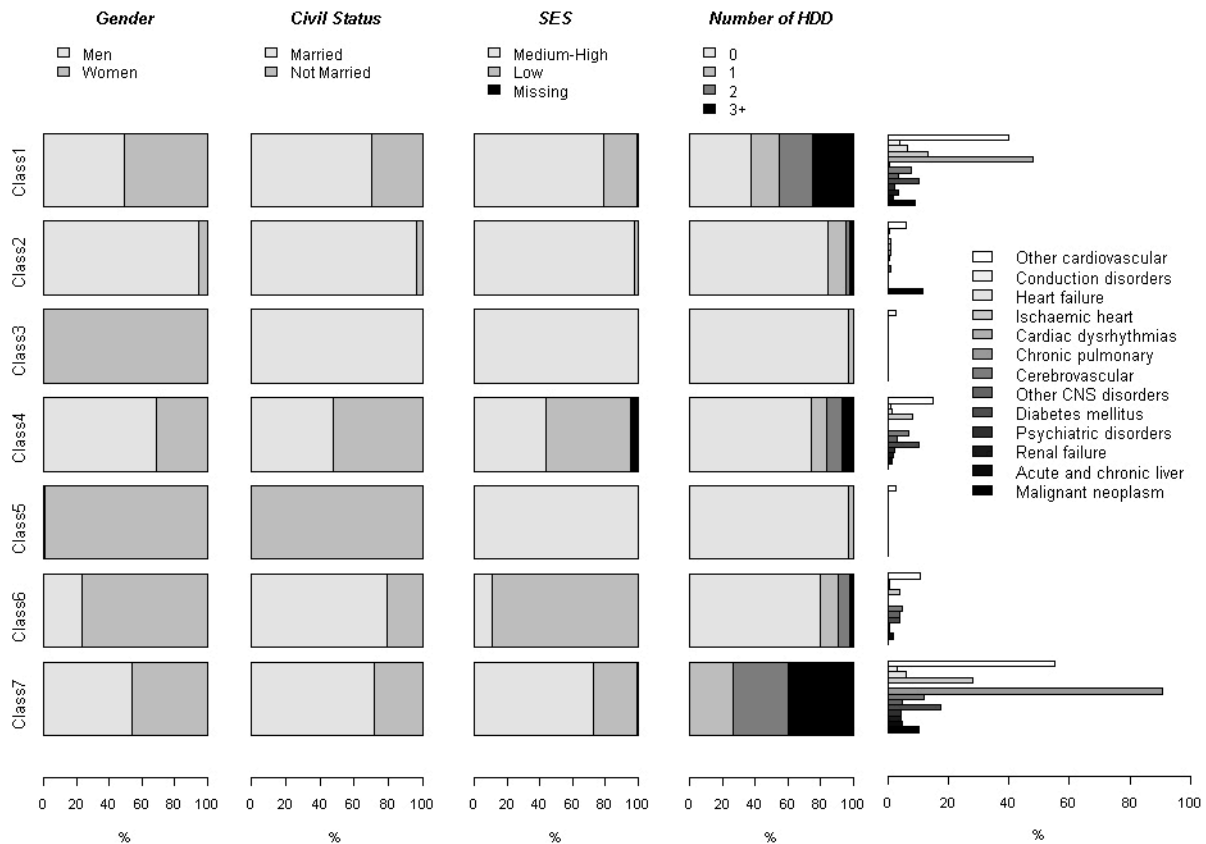 Gender
Civil Status
SES
Number of HDD
Men
Women
Married
Not Married
Medium-High
Low
Missing
0
1
2
3+
Class1
Class2
Class3
Class4
Class5
Class6
Class7
Other cardiovascular
Conduction disorders
Heart failure
Ischaemic heart
Cardiac dysrhythmias
Chronic pulmonary
Cerebrovascular
Other CNS disorders
Diabetes mellitus
Psychiatric disorders
Renal failure
Acute and chronic liver
Malignant neoplasm
0 20 40 60 80 100
0 20 40 60 80 100
0 20 40 60 80 100
0 20 40 60 80 100
0 20 40 60 80 100
%
%
%
%
%